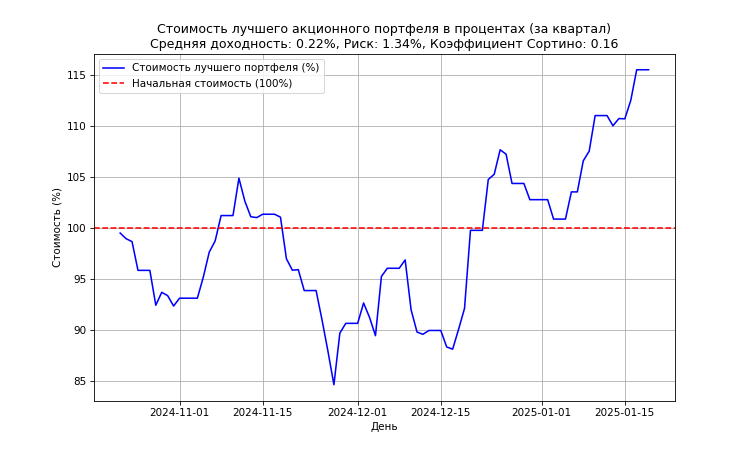 Стоимость лучшего акционного портфеля в процентах (за квартал)
Средняя доходность: 0.22%, Риск: 1.34%, Коэффициент Сортино: 0.16
Стоимость лучшего портфеля (%)
Начальная стоимость (100%)
Стоимость (%)
115
110
105
100
95
90
85
2024-11-01
2024-11-15
2024-12-01
2024-12-15
2025-01-01
2025-01-15
День